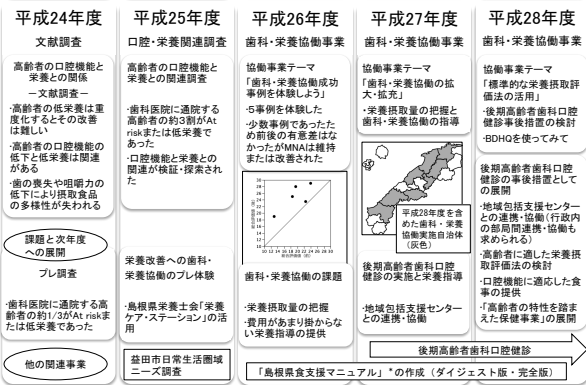 平成24年度
文献調査
高齢者の口腔機能と
栄養との関係
－文献調査－
・高齢者の低栄養は重
度化するとその改善
は難しい
・高齢者の口腔機能の
低下と低栄養は関連
がある
・歯の喪失や咀嚼力の
低下により摂取食品
の多様性が失われる
課題と次年度
への展開
プレ調査
・歯科医院に通院する高
齢者の約1/3がAt riskま
たは低栄養であった
他の関連事業
平成25年度
口腔・栄養関連調査
高齢者の口腔機能と
栄養との関連調査
・歯科医院に通院する
高齢者の約3割がAt
riskまたは低栄養で
あった
・口腔機能と栄養との
関連が検証・探索され
た
栄養改善への歯科・
栄養協働のプレ体験
・島根県栄養士会「栄養
ケア・ステーション」の活
用
益田市日常生活圏域
ニーズ調査
平成26年度
歯科・栄養協働事業
協働事業テーマ
「歯科・栄養協働成功
事例を体験しよう」
・5事例を体験した
・少数事例であったた
め前後の有意差はな
かったがMNAは維持
または改善された
30
28
26
24
22
20
18
16
14
12
10
10 12 14 16 18 20 22 24 26 28 30
総合評価値（前）
歯科・栄養協働の課題
・栄養摂取量の把握
・費用があまり掛からな
い栄養指導の提供
平成27年度
歯科・栄養協働事業
協働事業テーマ
「歯科・栄養協働の拡
大・拡充」
・栄養摂取量の把握と
歯科・栄養協働の指導
平成28年度を含
めた歯科・栄養協
働実施自治体
（灰色）
後期高齢者歯科口腔
健診の実施と栄養指導
・地域包括支援センター
との連携・協働
平成28年度
歯科・栄養協働事業
協働事業テーマ
「標準的な栄養摂取評
価法の活用」
・後期高齢者歯科口腔
健診事後措置の検討
・BDHQを使ってみて
後期高齢者歯科口腔
健診の事後措置として
の展開
・地域包括支援センター
との連携・協働（行政内
の部局間連携・協働も
求められる）
・高齢者に適した栄養摂
取評価法の検討
・口腔機能に適応した食
事の提供
・「高齢者の特性を踏ま
えた保健事業」の展開
後期高齢者歯科口腔健診
「島根県食支援マニュアル」*の作成（ダイジェスト版・完全版）